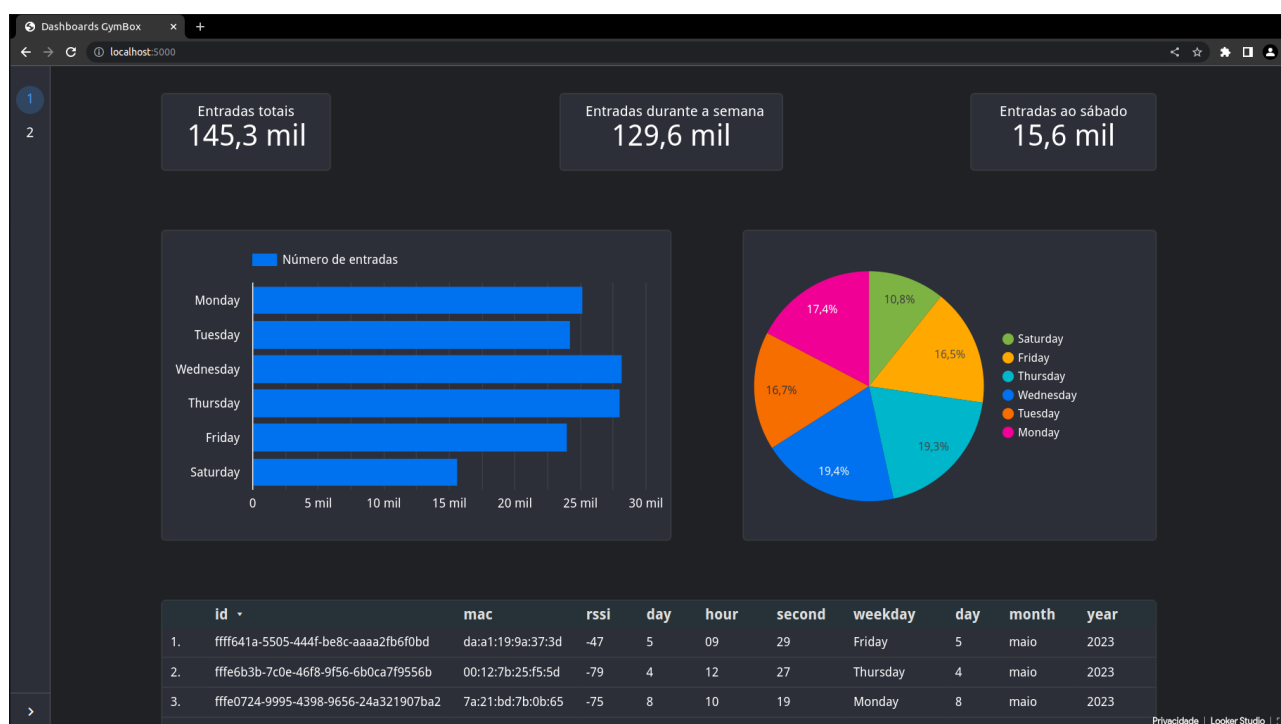 Dashboards GymBox
localhost:5000
1
2
Entradas totais
145,3 mil
Entradas durante a semana
129,6 mil
Entradas ao sábado
15,6 mil
Número de entradas
Monday
Tuesday
Wednesday
Thursday
Friday
Saturday
0 5 mil 10 mil 15 mil 20 mil 25 mil 30 mil
10,8%
16,5%
19,3%
19,4%
16,7%
17,4%
Saturday
Friday
Thursday
Wednesday
Tuesday
Monday
id mac rssi day hour second weekday day month year
1. ffff641a-5505-444f-be8c-aaaa2fb6f0bd da:a1:19:9a:37:3d -47 5 09 29 Friday 5 maio 2023
2. fffe6b3b-7c0e-46f8-9f56-6b0ca7f9556b 00:12:7b:25:f5:5d -79 4 12 27 Thursday 4 maio 2023
3. fffe0724-9995-4398-9656-24a321907ba2 7a:21:bd:7b:0b:65 -75 8 10 19 Monday 8 maio 2023
Privacidade | Looker Studio